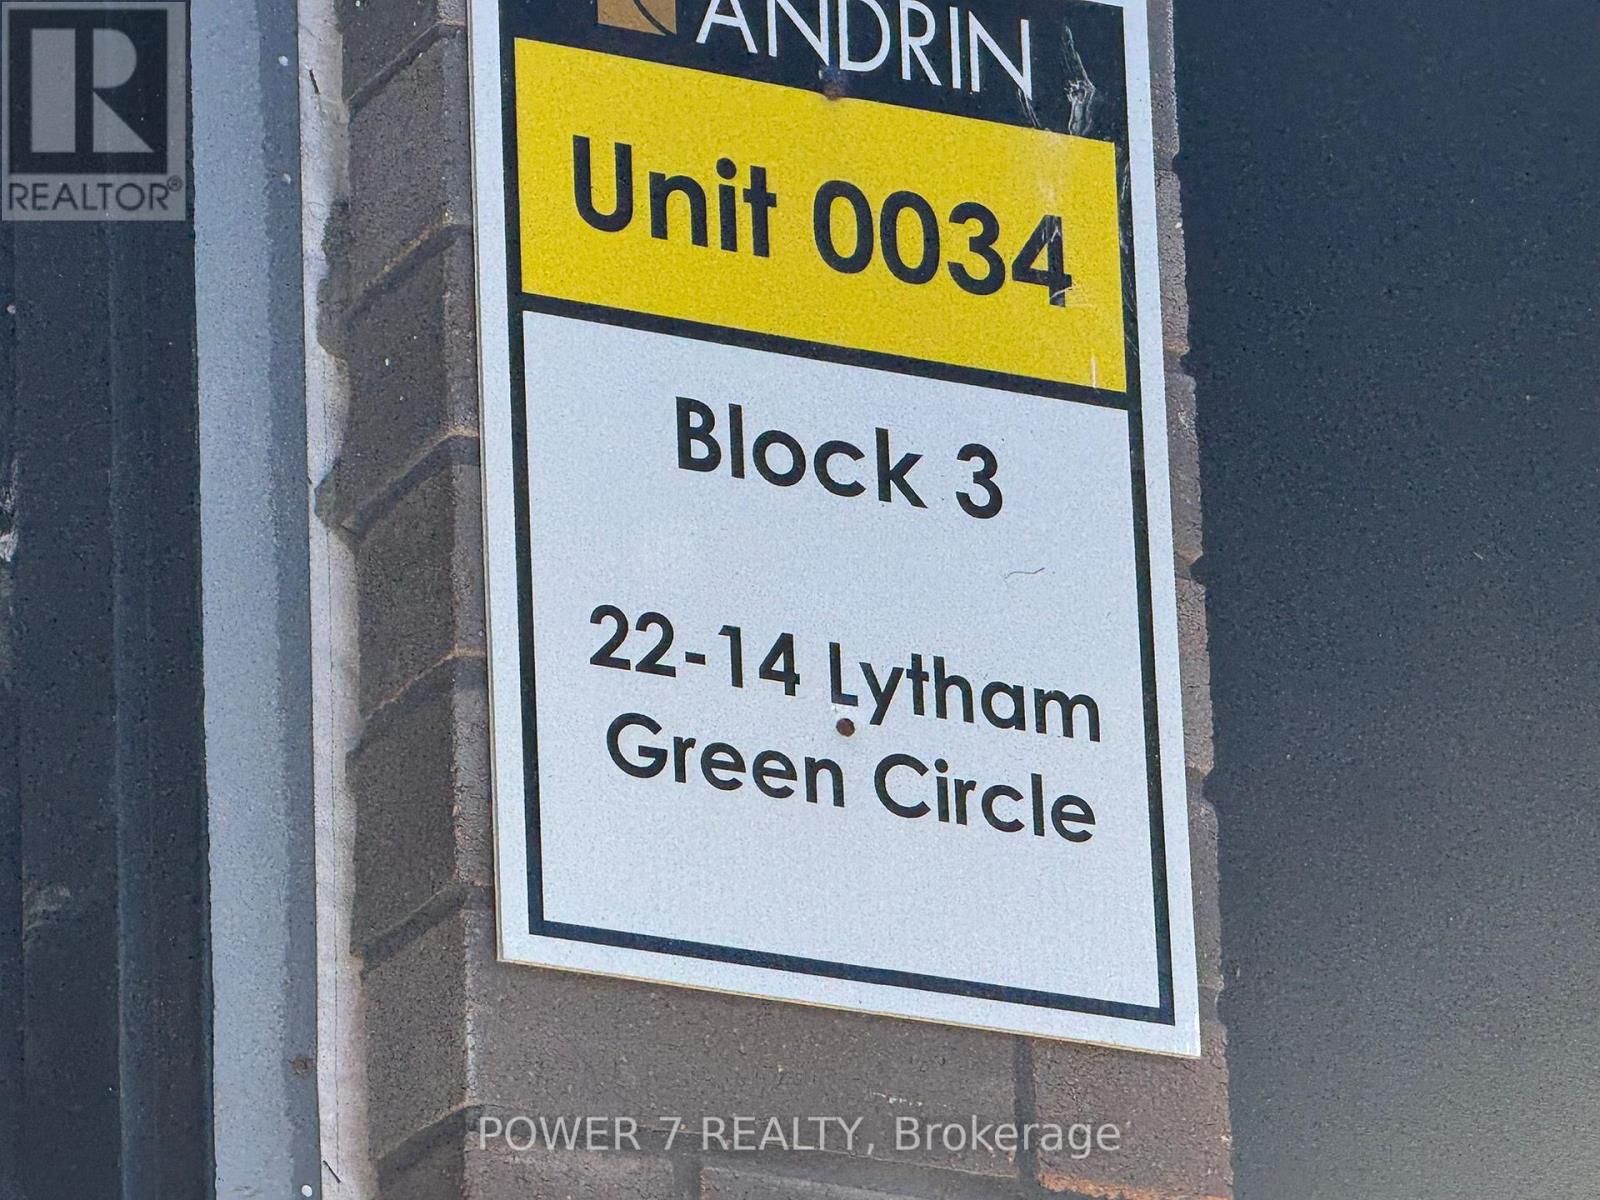 REALTOR®
ANDRIN
Unit 0034
Block 3
22-14 Lytham
Green Circle
POWER 7 REALTY, Brokerage